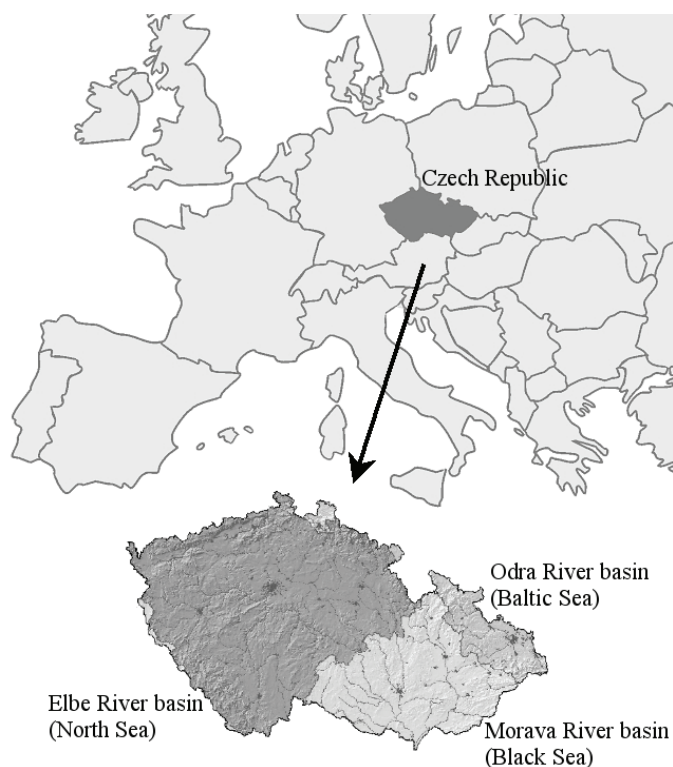 Czech Republic
Odra River basin
(Baltic Sea)
Elbe River basin
(North Sea)
Morava River basin
(Black Sea)